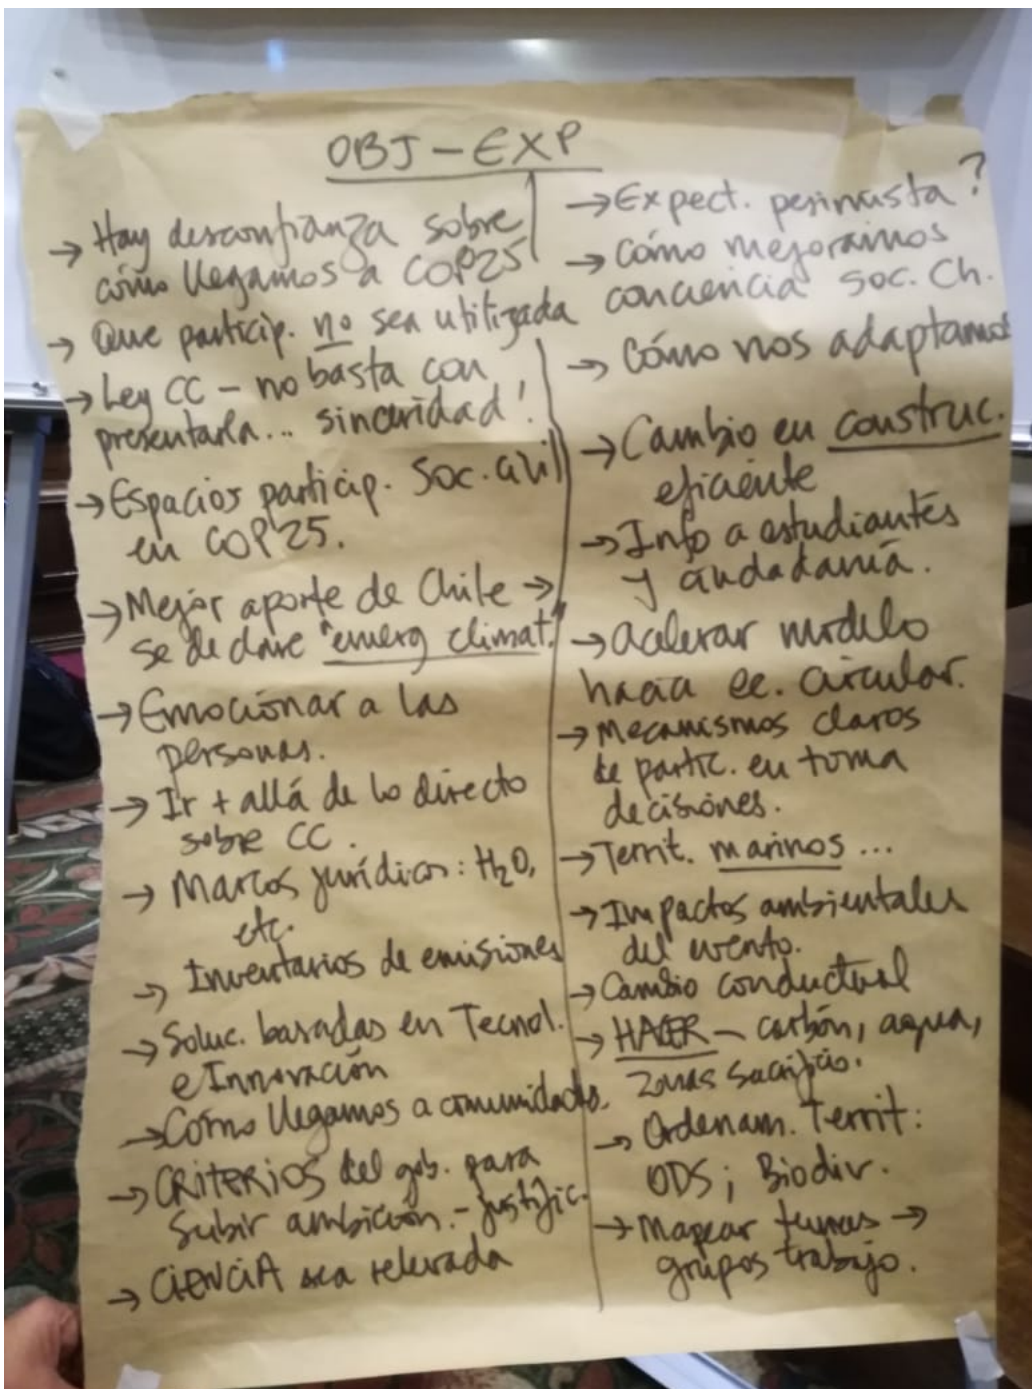 OBJ - EXP
→ Hay desconfianza sobre
cómo llegamos a COP25
→ Que particip. no sea utilizada
→ Ley CC - no basta con
presentarla... sinceridad!
→ Espacios particip. Soc. civil
en COP25.
→ Mejor aporte de Chile →
se declare "emerg climat."
→ Emocionar a las
personas.
→ Ir + allá de lo directo
sobre CC.
→ Marcos jurídicos: H2O,
etc.
→ Inventarios de emisiones
→ Soluc. basadas en Tecnol.
e Innovación
→ Cómo llegamos a comunidades.
→ CRITERIOS del gob. para
subir ambición. - justific.
→ CIENCIA sea relevada
→ Expect. pesimista?
→ Cómo mejoramos
conciencia Soc. Ch.
→ Cómo nos adaptamos
→ Cambio en construc.
eficiente
→ Info a estudiantes
y ciudadanía.
→ Acelerar modelo
hacia ec. circular.
→ Mecanismos claros
de partic. en toma
decisiones.
→ Territ. marinos ...
→ Impactos ambientales
del evento.
→ Cambio conductual
→ HACER - carbón, agua,
zonas sacrificio.
→ Ordenam. Territ:
ODS; Biodiv.
→ Mapear temas →
grupos trabajo.